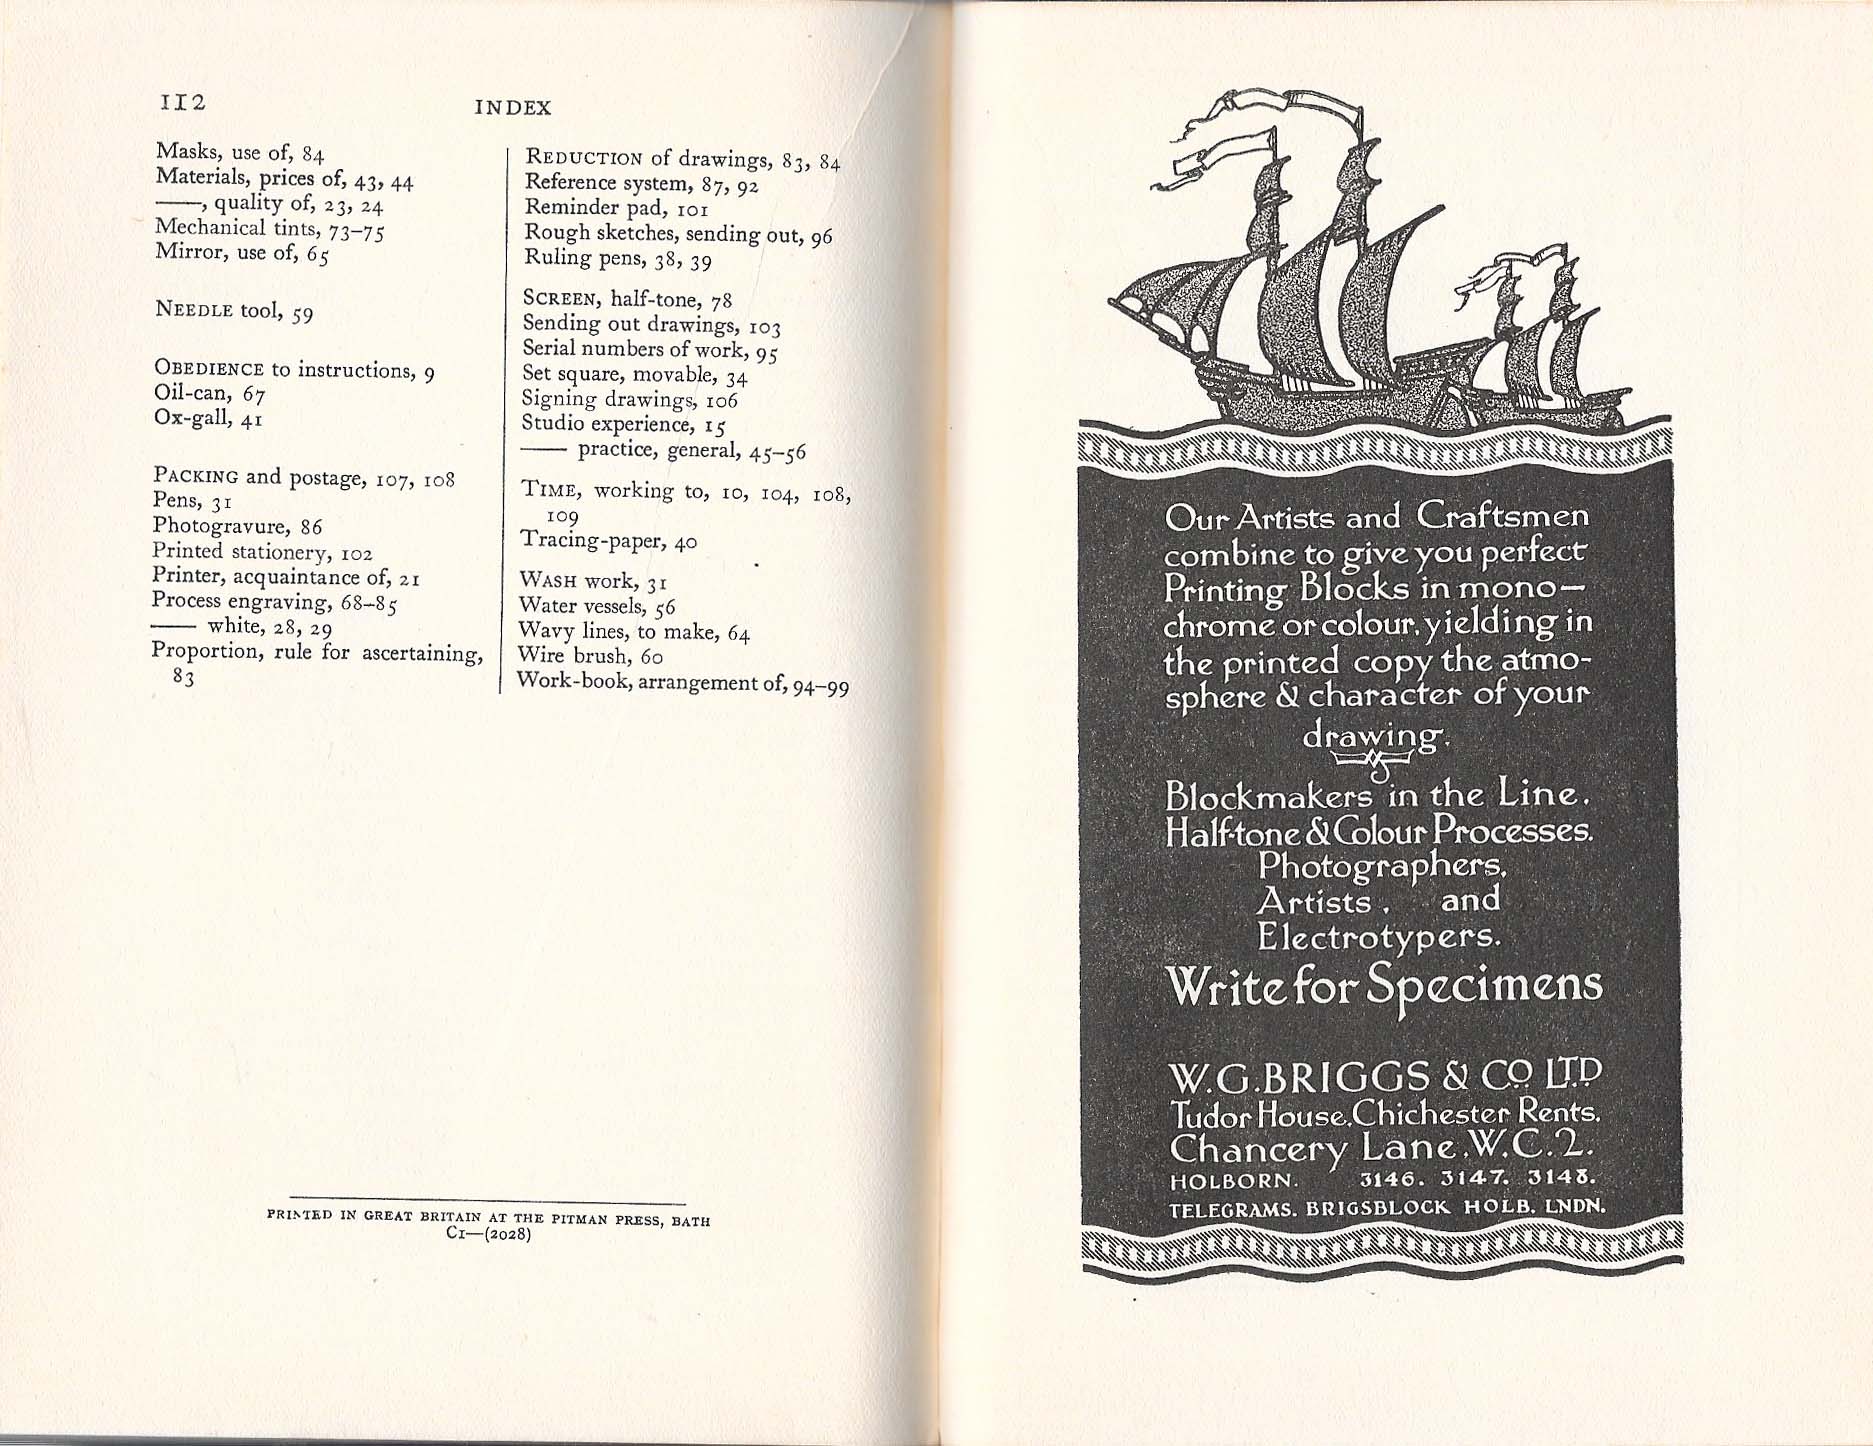 112
INDEX
Masks, use of, 84
Materials, prices of, 43, 44
——, quality of, 23, 24
Mechanical tints, 73–75
Mirror, use of, 65
NEEDLE tool, 59
OBEDIENCE to instructions, 9
Oil-can, 67
Ox-gall, 41
PACKING and postage, 107, 108
Pens, 31
Photogravure, 86
Printed stationery, 102
Printer, acquaintance of, 21
Process engraving, 68–85
—— white, 28, 29
Proportion, rule for ascertaining,
83
REDUCTION of drawings, 83, 84
Reference system, 87, 92
Reminder pad, 101
Rough sketches, sending out, 96
Ruling pens, 38, 39
SCREEN, half-tone, 78
Sending out drawings, 103
Serial numbers of work, 95
Set square, movable, 34
Signing drawings, 106
Studio experience, 15
—— practice, general, 45–56
TIME, working to, 10, 104, 108,
109
Tracing-paper, 40
WASH work, 31
Water vessels, 56
Wavy lines, to make, 64
Wire brush, 60
Work-book, arrangement of, 94–99
PRINTED IN GREAT BRITAIN AT THE PITMAN PRESS, BATH
C1—(2028)
Our Artists and Craftsmen
combine to give you perfect
Printing Blocks in mono—
chrome or colour, yielding in
the printed copy the atmo-
sphere & character of your
drawing.
Blockmakers in the Line.
Half-tone & Colour Processes.
Photographers.
Artists . and
Electrotypers.
Write for Specimens
W.G. BRIGGS & CO LTD
Tudor House, Chichester Rents.
Chancery Lane, W.C.2.
HOLBORN. 3146. 3147. 3148.
TELEGRAMS. BRIGSBLOCK HOLB. LNDN.